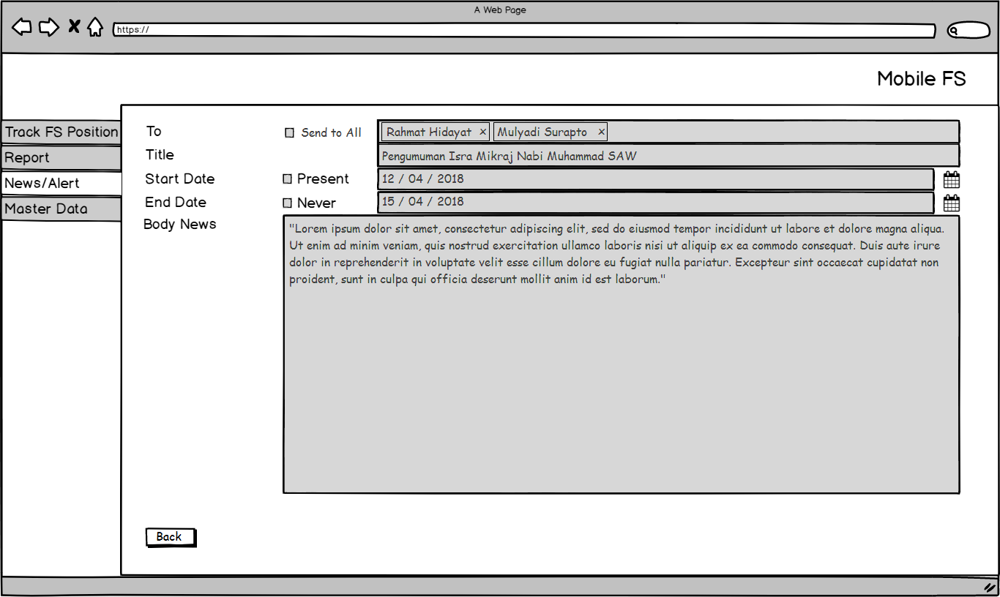 A Web Page
https://
Mobile FS
Track FS Position
Report
News/Alert
Master Data
To Send to All Rahmat Hidayat × Mulyadi Surapto ×
Title Pengumuman Isra Mikraj Nabi Muhammad SAW
Start Date Present 12 / 04 / 2018
End Date Never 15 / 04 / 2018
Body News
"Lorem ipsum dolor sit amet, consectetur adipiscing elit, sed do eiusmod tempor incididunt ut labore et dolore magna aliqua.
Ut enim ad minim veniam, quis nostrud exercitation ullamco laboris nisi ut aliquip ex ea commodo consequat. Duis aute irure
dolor in reprehenderit in voluptate velit esse cillum dolore eu fugiat nulla pariatur. Excepteur sint occaecat cupidatat non
proident, sunt in culpa qui officia deserunt mollit anim id est laborum."
Back